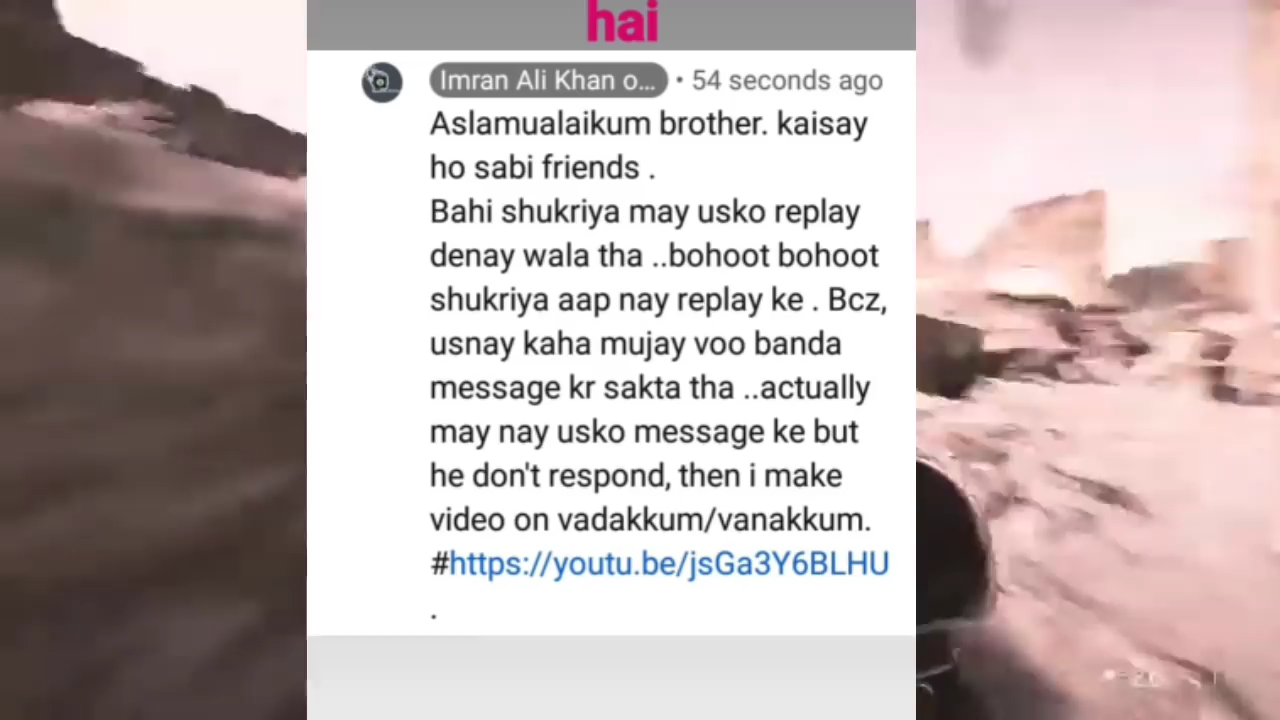 hai
Imran Ali Khan o... • 54 seconds ago
Aslamualaikum brother. kaisay
ho sabi friends .
Bahi shukriya may usko replay
denay wala tha ..bohoot bohoot
shukriya aap nay replay ke . Bcz,
usnay kaha mujay voo banda
message kr sakta tha ..actually
may nay usko message ke but
he don't respond, then i make
video on vadakkum/vanakkum.
#https://youtu.be/jsGa3Y6BLHU
.